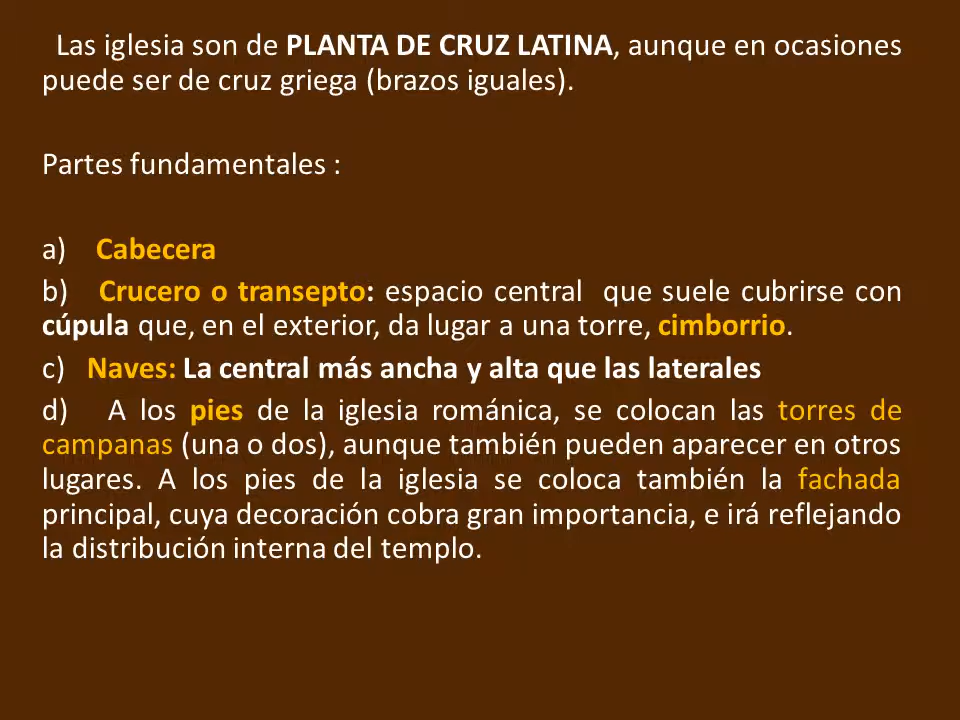 Las iglesia son de PLANTA DE CRUZ LATINA, aunque en ocasiones
puede ser de cruz griega (brazos iguales).
Partes fundamentales :
a) Cabecera
b) Crucero o transepto: espacio central que suele cubrirse con
cúpula que, en el exterior, da lugar a una torre, cimborrio.
c) Naves: La central más ancha y alta que las laterales
d) A los pies de la iglesia románica, se colocan las torres de
campanas (una o dos), aunque también pueden aparecer en otros
lugares. A los pies de la iglesia se coloca también la fachada
principal, cuya decoración cobra gran importancia, e irá reflejando
la distribución interna del templo.